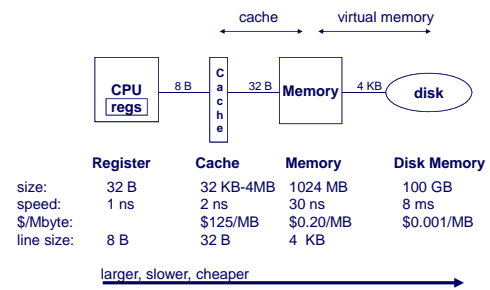 cache virtual memory
CPU
regs
8 B
C
a
c
h
e
32 B
Memory
4 KB
disk
Register Cache Memory Disk Memory
size: 32 B 32 KB-4MB 1024 MB 100 GB
speed: 1 ns 2 ns 30 ns 8 ms
$/Mbyte: $125/MB $0.20/MB $0.001/MB
line size: 8 B 32 B 4 KB
larger, slower, cheaper